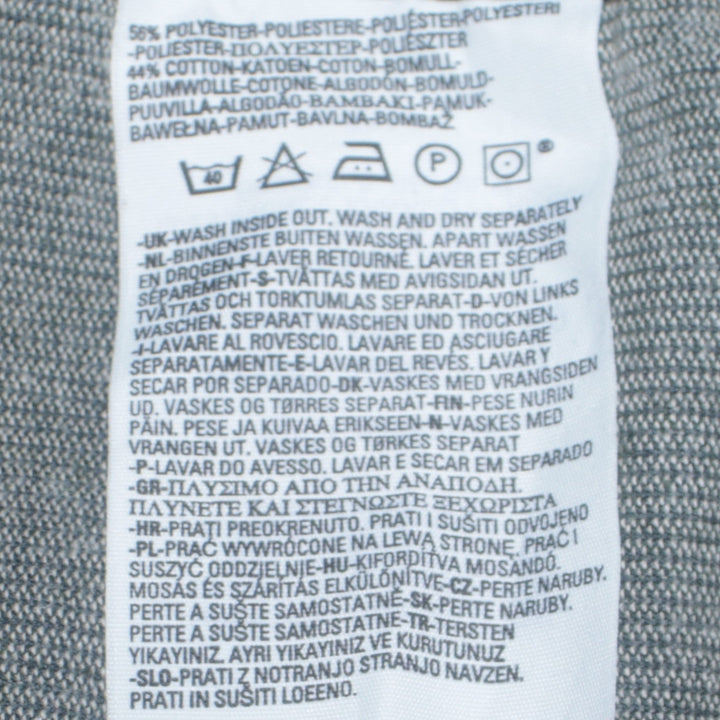 56% POLYESTER-POLIESTERE-POLIÉSTER-POLYESTERI
-POLIESTER-ΠΟΛΥΕΣΤΕΡ-POLIÉSZTER
44% COTTON-KATOEN-COTON-BOMULL-
BAUMWOLLE-COTONE-ALGODÓN-BOMULD-
PUUVILLA-ALGODÃO-ΒΑΜΒΑΚΙ-PAMUK-
BAWEŁNA-PAMUT-BAVLNA-BOMBAŽ
40 P ®
-UK-WASH INSIDE OUT. WASH AND DRY SEPARATELY
-NL-BINNENSTE BUITEN WASSEN. APART WASSEN
EN DROGEN-F-LAVER RETOURNÉ. LAVER ET SÉCHER
SÉPARÉMENT-S-TVÄTTAS MED AVIGSIDAN UT.
TVÄTTAS OCH TORKTUMLAS SEPARAT-D-VON LINKS
WASCHEN. SEPARAT WASCHEN UND TROCKNEN.
-I-LAVARE AL ROVESCIO. LAVARE ED ASCIUGARE
SEPARATAMENTE-E-LAVAR DEL REVÉS. LAVAR Y
SECAR POR SEPARADO-DK-VASKES MED VRANGSIDEN
UD. VASKES OG TØRRES SEPARAT-FIN-PESE NURIN
PÄIN. PESE JA KUIVAA ERIKSEEN-N-VASKES MED
VRANGEN UT. VASKES OG TØRKES SEPARAT
-P-LAVAR DO AVESSO. LAVAR E SECAR EM SEPARADO
-GR-ΠΛΥΣΙΜΟ ΑΠΟ ΤΗΝ ΑΝΑΠΟΔΗ.
ΠΛΥΝΕΤΕ ΚΑΙ ΣΤΕΓΝΩΣΤΕ ΞΕΧΩΡΙΣΤΑ
-HR-PRATI PREOKRENUTO. PRATI I SUŠITI ODVOJENO
-PL-PRAĆ WYWRÓCONE NA LEWĄ STRONĘ. PRAĆ I
SUSZYĆ ODDZIELNIE-HU-KIFORDÍTVA MOSANDÓ.
MOSÁS ÉS SZÁRÍTÁS ELKÜLÖNÍTVE-CZ-PERTE NARUBY.
PERTE A SUŠTE SAMOSTATNĚ-SK-PERTE NARUBY.
PERTE A SUŠTE SAMOSTATNE-TR-TERSTEN
YIKAYINIZ. AYRI YIKAYINIZ VE KURUTUNUZ
-SLO-PRATI Z NOTRANJO STRANJO NAVZEN.
PRATI IN SUŠITI LOEENO.